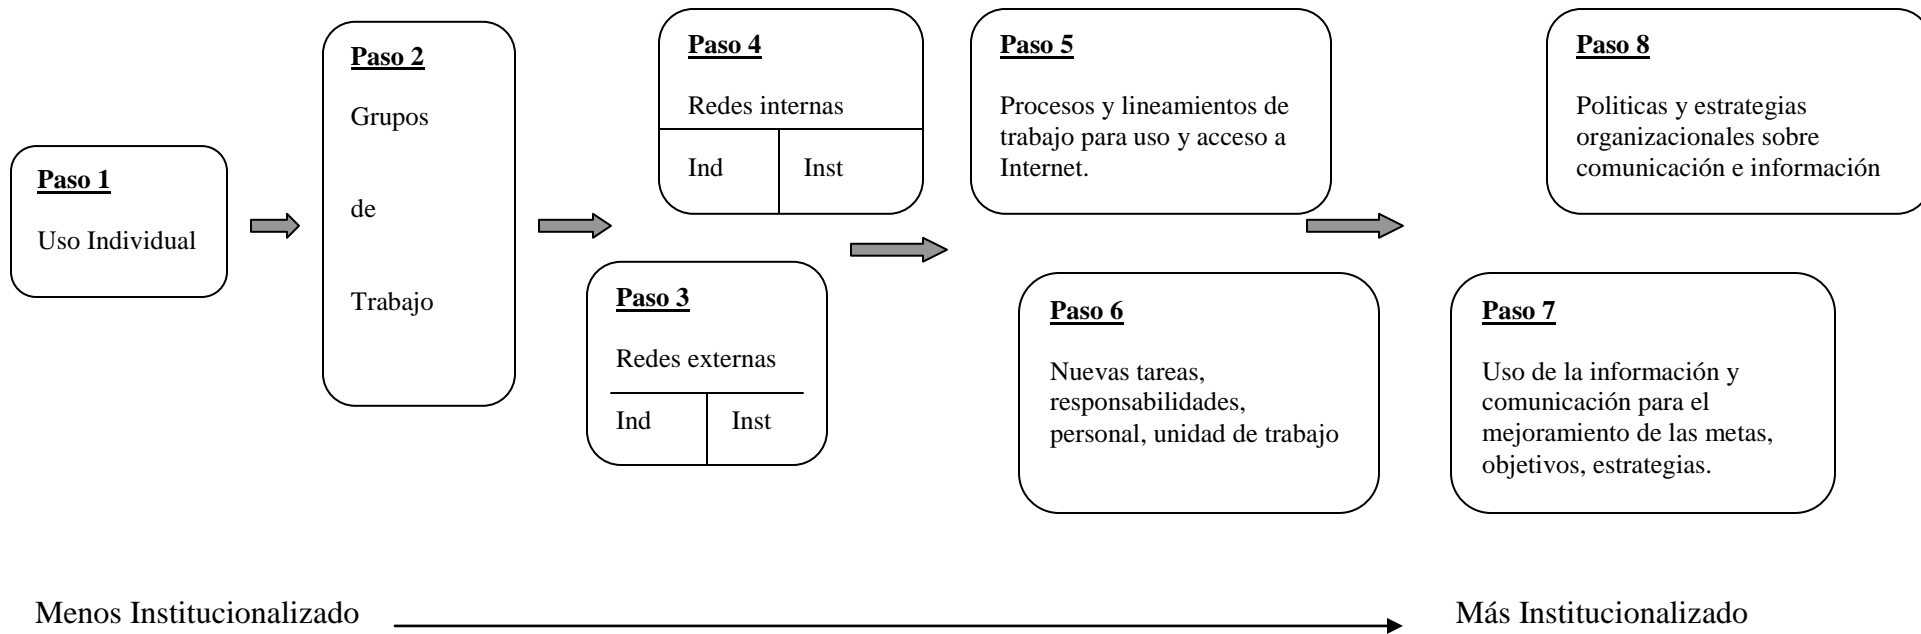 Paso 1
Uso Individual
Paso 2
Grupos
de
Trabajo
Paso 4
Redes internas
Ind Inst
Paso 3
Redes externas
Ind Inst
Paso 5
Procesos y lineamientos de
trabajo para uso y acceso a
Internet.
Paso 6
Nuevas tareas,
responsabilidades,
personal, unidad de trabajo
Paso 8
Politicas y estrategias
organizacionales sobre
comunicación e información
Paso 7
Uso de la información y
comunicación para el
mejoramiento de las metas,
objetivos, estrategias.
Menos Institucionalizado
Más Institucionalizado